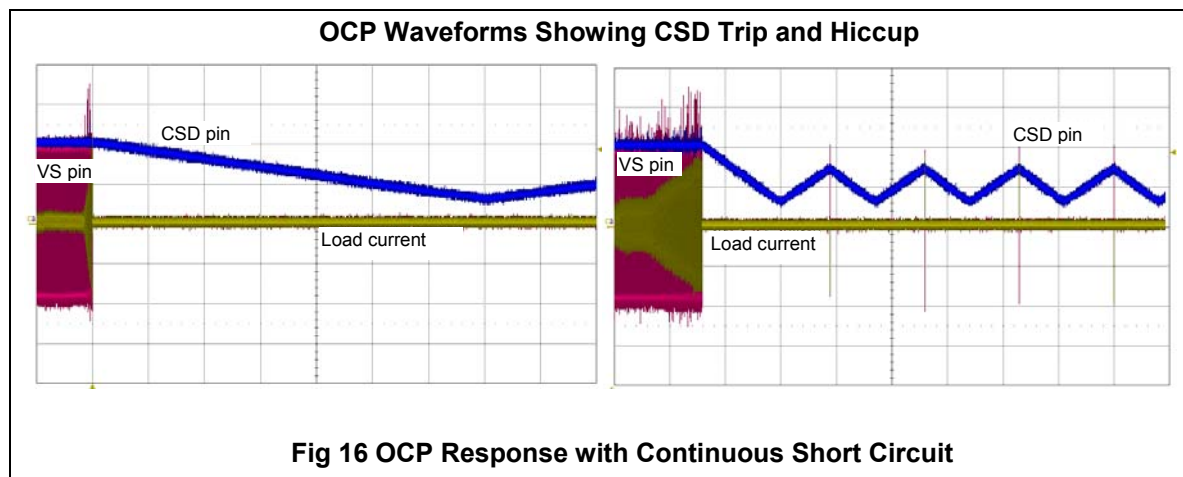 OCP Waveforms Showing CSD Trip and Hiccup
CSD pin
VS pin
Load current
CSD pin
VS pin
Load current
Fig 16 OCP Response with Continuous Short Circuit